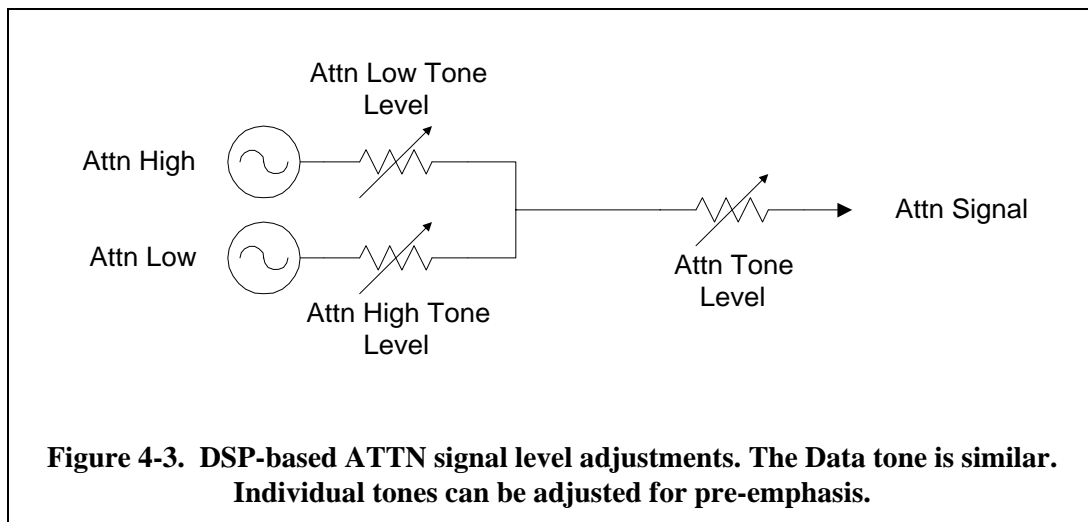 Attn Low Tone
Level
Attn High
Attn Low
Attn High Tone
Level
Attn Tone
Level
Attn Signal
Figure 4-3. DSP-based ATTN signal level adjustments. The Data tone is similar.
Individual tones can be adjusted for pre-emphasis.